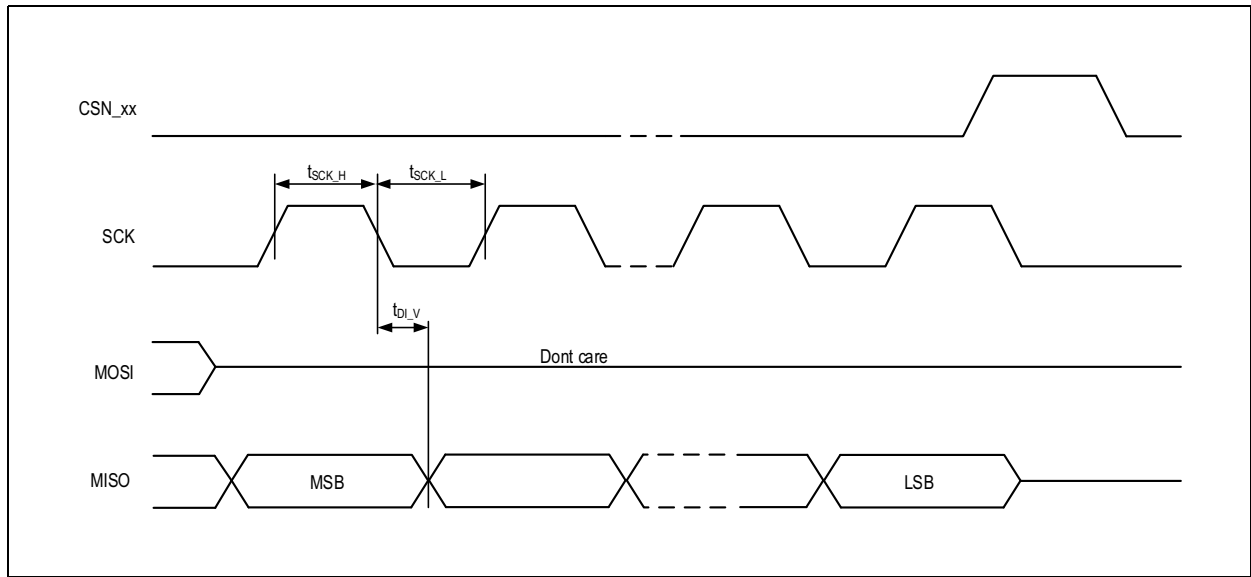 CSN_xx
tSCK_H
tSCK_L
SCK
tDI_V
Dont care
MOSI
MISO
MSB
LSB